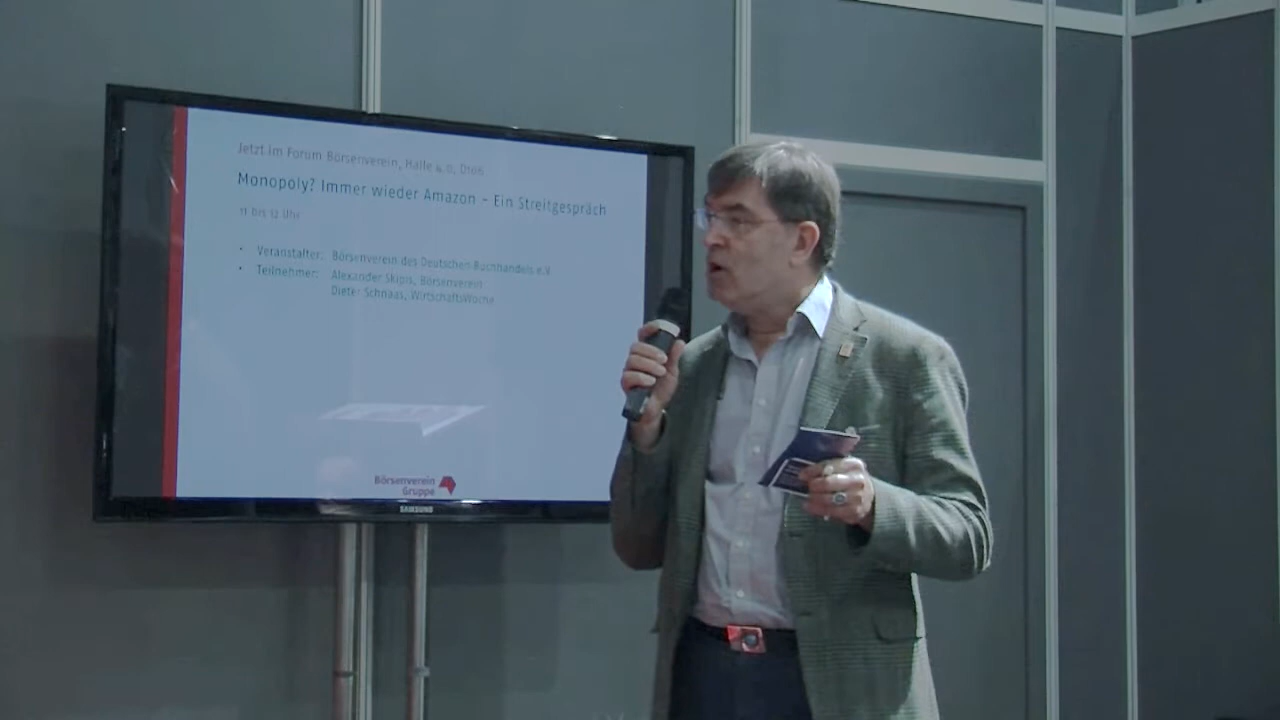 Jetzt im Forum Börsenverein, Halle 4.0, D106
Monopoly? Immer wieder Amazon - Ein Streitgespräch
11 bis 12 Uhr
• Veranstalter: Börsenverein des Deutschen Buchhandels e.V
• Teilnehmer: Alexander Skipis, Börsenverein
Dieter Schnaas, WirtschaftsWoche
Börsenverein
Gruppe
SAMSUNG